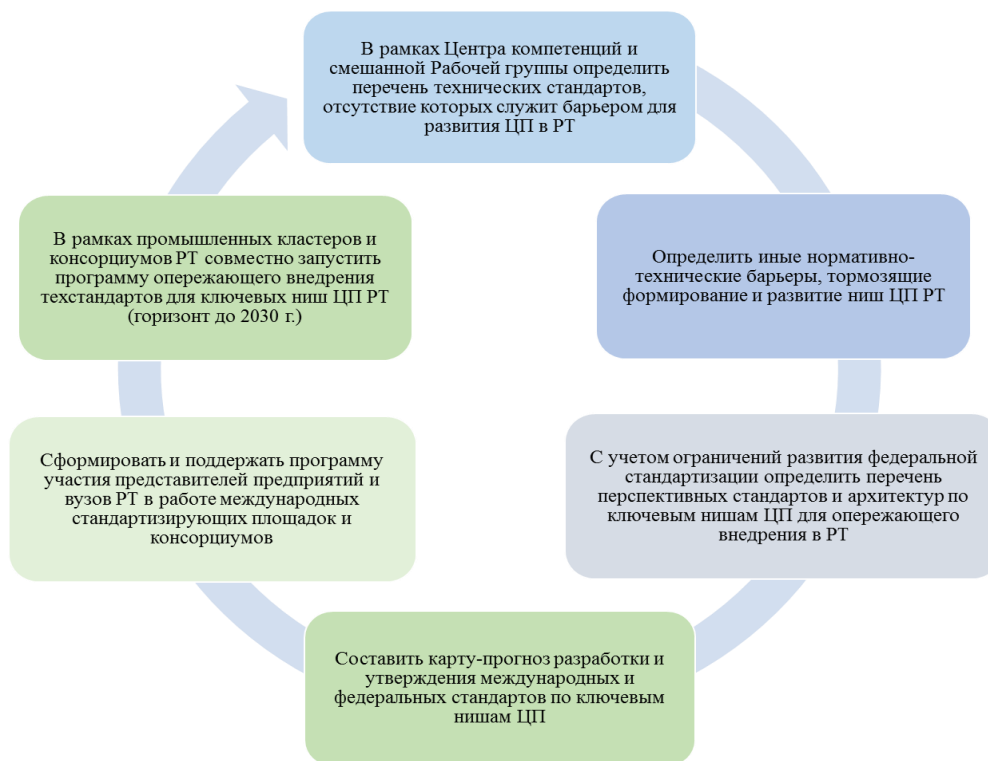 В рамках Центра компетенций и
смешанной Рабочей группы определить
перечень технических стандартов,
отсутствие которых служит барьером для
развития ЦП в РТ
Определить иные нормативно-
технические барьеры, тормозящие
формирование и развитие ниш ЦП РТ
С учетом ограничений развития федеральной
стандартизации определить перечень
перспективных стандартов и архитектур по
ключевым нишам ЦП для опережающего
внедрения в РТ
Составить карту-прогноз разработки и
утверждения международных и
федеральных стандартов по ключевым
нишам ЦП
Сформировать и поддержать программу
участия представителей предприятий и
вузов РТ в работе международных
стандартизирующих площадок и
консорциумов
В рамках промышленных кластеров и
консорциумов РТ совместно запустить
программу опережающего внедрения
техстандартов для ключевых ниш ЦП РТ
(горизонт до 2030 г.)